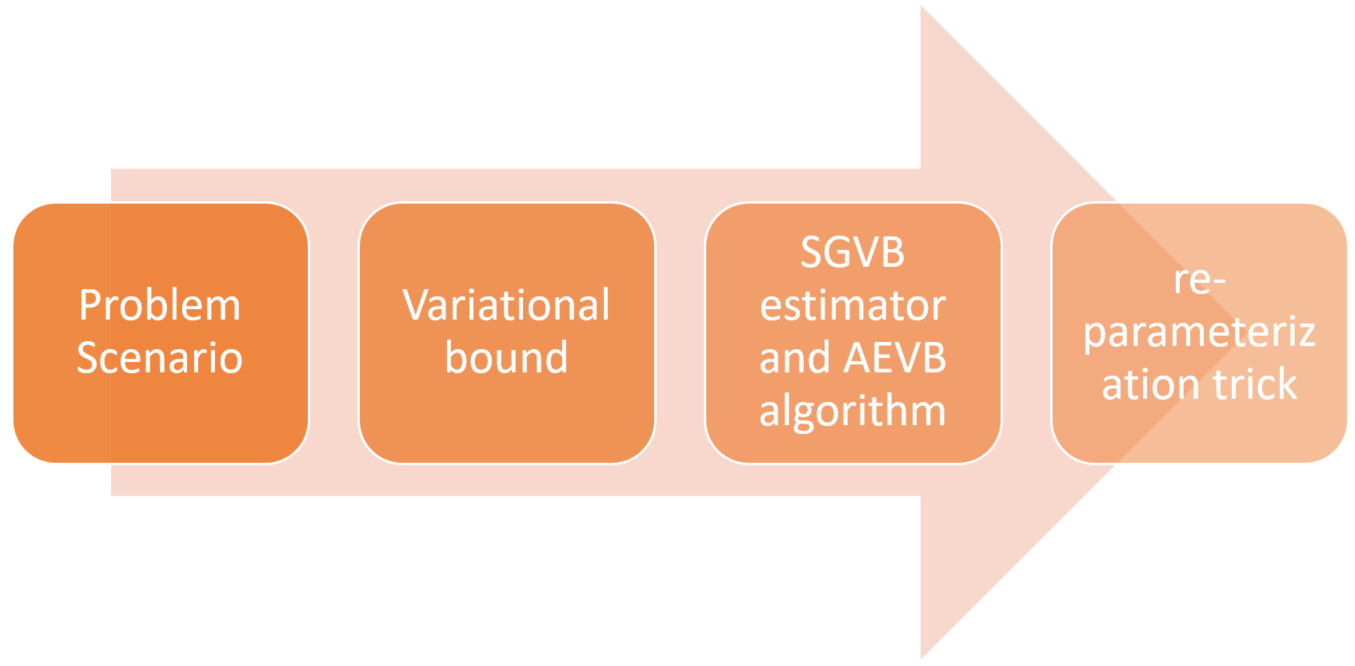 Problem
Scenario
Variational
bound
SGVB
estimator
and AEVB
algorithm
re-
parameteriz
ation trick